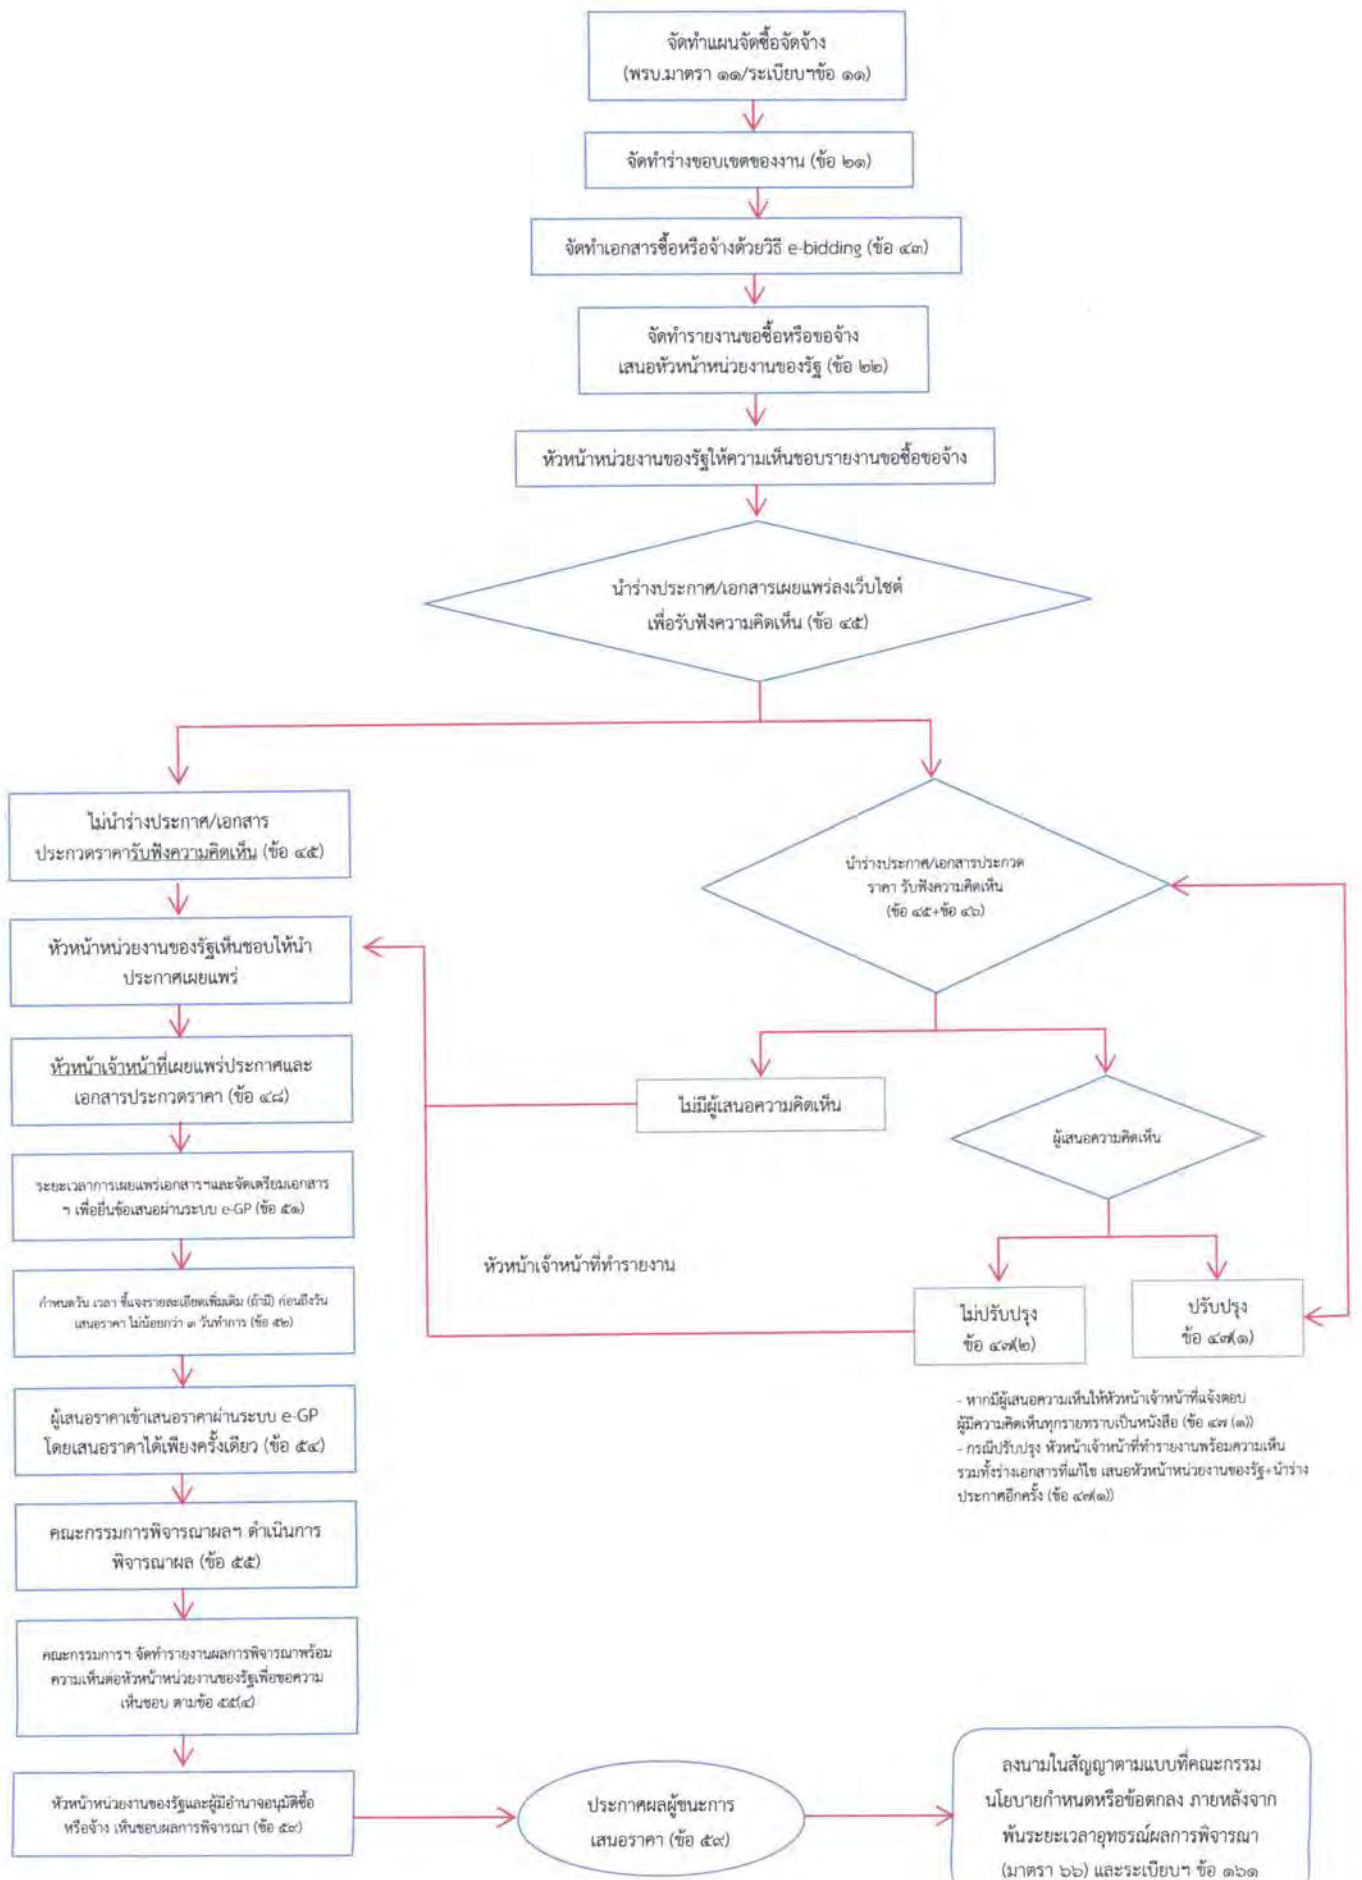 จัดทำแผนจัดซื้อจัดจ้าง
(พรบ.มาตรา ๑๑/ระเบียบฯข้อ ๑๑)
จัดทำร่างขอบเขตของงาน (ข้อ ๒๑)
จัดทำเอกสารซื้อหรือจ้างด้วยวิธี e-bidding (ข้อ ๔๓)
จัดทำรายงานขอซื้อหรือขอจ้าง
เสนอหัวหน้าหน่วยงานของรัฐ (ข้อ ๒๒)
หัวหน้าหน่วยงานของรัฐให้ความเห็นชอบรายงานขอซื้อขอจ้าง
นำร่างประกาศ/เอกสารเผยแพร่ลงเว็บไซต์
เพื่อรับฟังความคิดเห็น (ข้อ ๔๕)
ไม่นำร่างประกาศ/เอกสาร
ประกวดราคารับฟังความคิดเห็น (ข้อ ๔๕)
หัวหน้าหน่วยงานของรัฐเห็นชอบให้นำ
ประกาศเผยแพร่
หัวหน้าเจ้าหน้าที่เผยแพร่ประกาศและ
เอกสารประกวดราคา (ข้อ ๔๘)
ระยะเวลาการเผยแพร่เอกสารฯและจัดเตรียมเอกสาร
ฯ เพื่อยื่นข้อเสนอผ่านระบบ e-GP (ข้อ ๕๑)
กำหนดวัน เวลา ชี้แจงรายละเอียดเพิ่มเติม (ถ้ามี) ก่อนถึงวัน
เสนอราคา ไม่น้อยกว่า ๓ วันทำการ (ข้อ ๕๒)
ผู้เสนอราคาเข้าเสนอราคาผ่านระบบ e-GP
โดยเสนอราคาได้เพียงครั้งเดียว (ข้อ ๕๔)
คณะกรรมการพิจารณาผลฯ ดำเนินการ
พิจารณาผล (ข้อ ๕๕)
คณะกรรมการฯ จัดทำรายงานผลการพิจารณาพร้อม
ความเห็นต่อหัวหน้าหน่วยงานของรัฐเพื่อขอความ
เห็นชอบ ตามข้อ ๕๕(๔)
หัวหน้าหน่วยงานของรัฐและผู้มีอำนาจอนุมัติซื้อ
หรือจ้าง เห็นชอบผลการพิจารณา (ข้อ ๕๙)
นำร่างประกาศ/เอกสารประกวด
ราคา รับฟังความคิดเห็น
(ข้อ ๔๕+ข้อ ๔๖)
ไม่มีผู้เสนอความคิดเห็น
ผู้เสนอความคิดเห็น
หัวหน้าเจ้าหน้าที่ทำรายงาน
ไม่ปรับปรุง
ข้อ ๔๗(๒)
ปรับปรุง
ข้อ ๔๗(๑)
- หากมีผู้เสนอความเห็นให้หัวหน้าเจ้าหน้าที่แจ้งตอบ
ผู้มีความคิดเห็นทุกรายทราบเป็นหนังสือ (ข้อ ๔๗ (๑))
- กรณีปรับปรุง หัวหน้าเจ้าหน้าที่ทำรายงานพร้อมความเห็น
รวมทั้งร่างเอกสารที่แก้ไข เสนอหัวหน้าหน่วยงานของรัฐ+นำร่าง
ประกาศอีกครั้ง (ข้อ ๔๗(๑))
ประกาศผลผู้ชนะการ
เสนอราคา (ข้อ ๕๙)
ลงนามในสัญญาตามแบบที่คณะกรรม
นโยบายกำหนดหรือข้อตกลง ภายหลังจาก
พ้นระยะเวลาอุทธรณ์ผลการพิจารณา
(มาตรา ๖๖) และระเบียบฯ ข้อ ๑๖๑